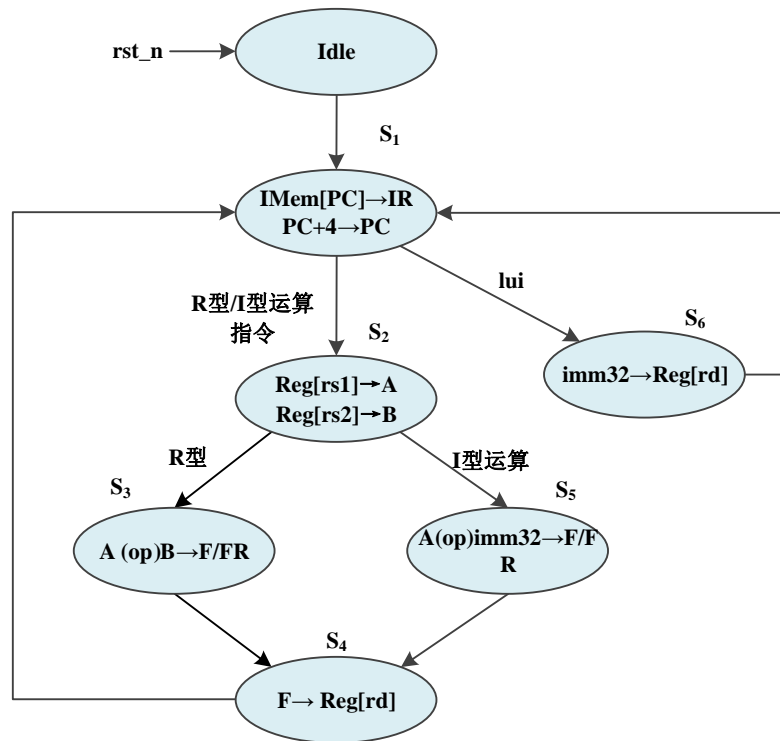 rst_n
Idle
S₁
IMem[PC]→IR
PC+4→PC
lui
R型/I型运算
指令
S₂
S₆
imm32→Reg[rd]
Reg[rs1]→A
Reg[rs2]→B
R型
I型运算
S₃
S₅
A (op)B→F/FR
A(op)imm32→F/F
R
S₄
F→ Reg[rd]